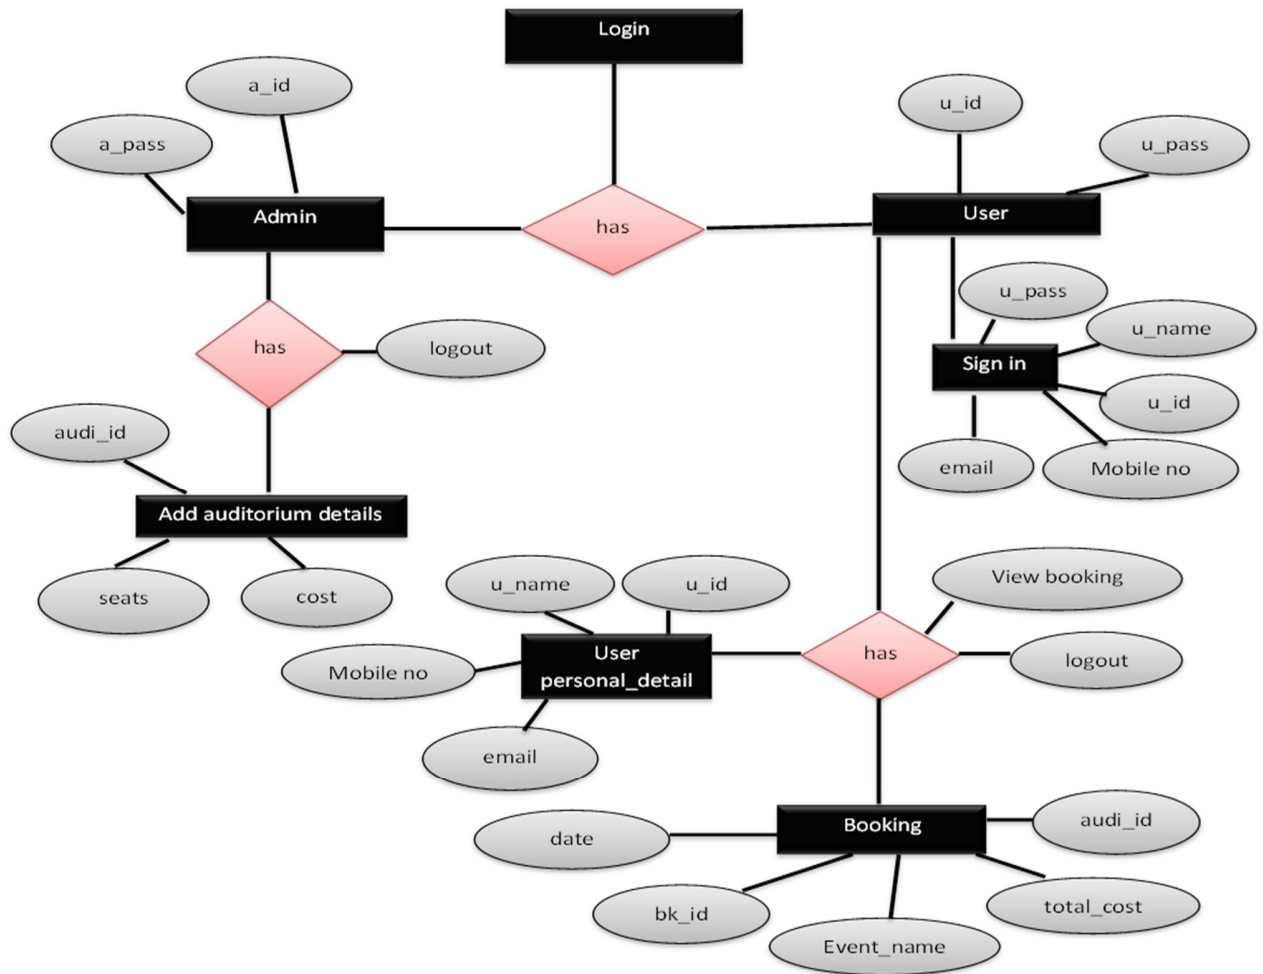 Login
a_id
u_id
a_pass
u_pass
Admin
User
has
u_pass
u_name
has
logout
Sign in
u_id
audi_id
email
Mobile no
Add auditorium details
seats
cost
u_name
u_id
View booking
User
personal_detail
has
logout
Mobile no
email
Booking
audi_id
date
bk_id
total_cost
Event_name